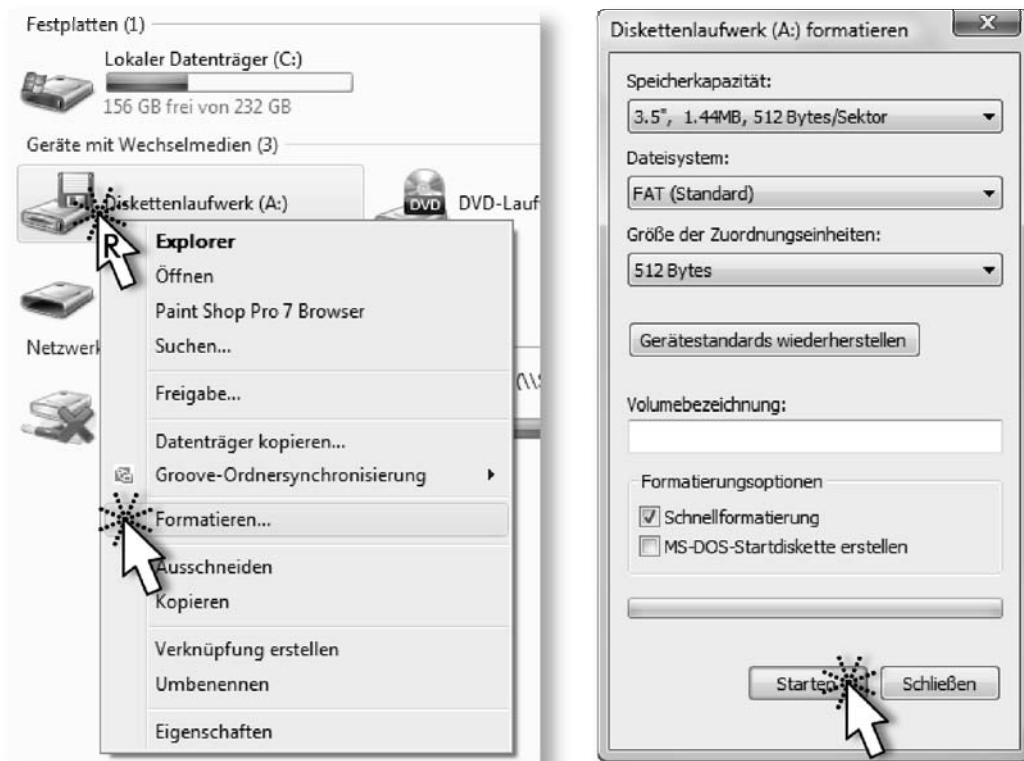 Festplatten (1)
Lokaler Datenträger (C:)
156 GB frei von 232 GB
Geräte mit Wechselmedien (3)
Diskettenlaufwerk (A:)
DVD
DVD-Lauf
R
Explorer
Öffnen
Paint Shop Pro 7 Browser
Netzwerk
Suchen...
Freigabe...
Datenträger kopieren...
Groove-Ordnersynchronisierung
Formatieren...
Ausschneiden
Kopieren
Verknüpfung erstellen
Umbenennen
Eigenschaften
Diskettenlaufwerk (A:) formatieren
Speicherkapazität:
3.5", 1.44MB, 512 Bytes/Sektor
Dateisystem:
FAT (Standard)
Größe der Zuordnungseinheiten:
512 Bytes
Gerätestandards wiederherstellen
Volumebezeichnung:
Formatierungsoptionen
Schnellformatierung
MS-DOS-Startdiskette erstellen
Starten
Schließen